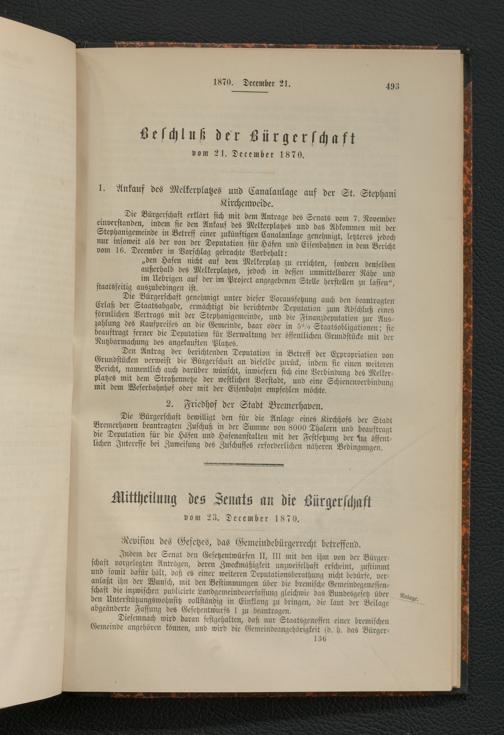 1870. December 21.
493
Beschluß der Bürgerschaft
vom 21. December 1870.
1. Ankauf des Melkerplatzes und Canalanlage auf der St. Stephani
Kirchenweide.
Die Bürgerschaft erklärt sich mit dem Antrage des Senats vom 7. November
einverstanden, indem sie den Ankauf des Melkerplatzes und das Abkommen mit der
Stephanigemeinde in Betreff einer zukünftigen Canalanlage genehmigt, letzteres jedoch
nur insoweit als der von der Deputation für Häfen und Eisenbahnen in dem Bericht
vom 16. December in Vorschlag gebrachte Vorbehalt:
„den Hafen nicht auf dem Melkerplatz zu errichten, sondern denselben
außerhalb des Melkerplatzes, jedoch in dessen unmittelbarer Nähe und
im Uebrigen auf der im Project angegebenen Stelle herstellen zu lassen“,
staatsseitig auszubedingen ist.
Die Bürgerschaft genehmigt unter dieser Voraussetzung auch den beantragten
Erlaß der Staatsabgabe, ermächtigt die berichtende Deputation zum Abschluß eines
förmlichen Vertrags mit der Stephanigemeinde, und die Finanzdeputation zur Aus-
zahlung des Kaufpreises an die Gemeinde, baar oder in 5% Staatsobligationen; sie
beauftragt ferner die Deputation für Verwaltung der öffentlichen Grundstücke mit der
Nutzbarmachung des angekauften Platzes.
Den Antrag der berichtenden Deputation in Betreff der Expropriation von
Grundstücken verweist die Bürgerschaft an dieselbe zurück, indem sie einen weiteren
Bericht, namentlich auch darüber wünscht, inwiefern sich eine Verbindung des Melker-
platzes mit dem Straßennetze der westlichen Vorstadt, und eine Schienenverbindung
mit dem Weserbahnhof oder mit der Eisenbahn empfehlen möchte.
2. Friedhof der Stadt Bremerhaven.
Die Bürgerschaft bewilligt den für die Anlage eines Kirchhofs der Stadt
Bremerhaven beantragten Zuschuß in der Summe von 8000 Thalern und beauftragt
die Deputation für die Häfen und Hafenanstalten mit der Festsetzung der im öffent-
lichen Interesse bei Zuweisung des Zuschusses erforderlichen näheren Bedingungen.
Mittheilung des Senats an die Bürgerschaft
vom 23. December 1870.
Revision des Gesetzes, das Gemeindebürgerrecht betreffend.
Indem der Senat den Gesetzentwürfen II, III mit den ihm von der Bürger-
schaft vorgelegten Anträgen, deren Zweckmäßigkeit unzweifelhaft erscheint, zustimmt
und somit dafür hält, daß es einer weiteren Deputationsberathung nicht bedürfe, ver-
anlaßt ihn der Wunsch, mit den Bestimmungen über die bremische Gemeindegenossen-
schaft die inzwischen publicirte Landgemeindeverfassung gleichwie das Bundesgesetz über
den Unterstützungswohnsitz vollständig in Einklang zu bringen, die laut der Beilage
abgeänderte Fassung des Gesetzentwurfs I zu beantragen.
Anlage.
Diesemnach wird daran festgehalten, daß nur Staatsgenossen einer bremischen
Gemeinde angehören können, und wird die Gemeindeangehörigkeit (d. h. das Bürger-
136